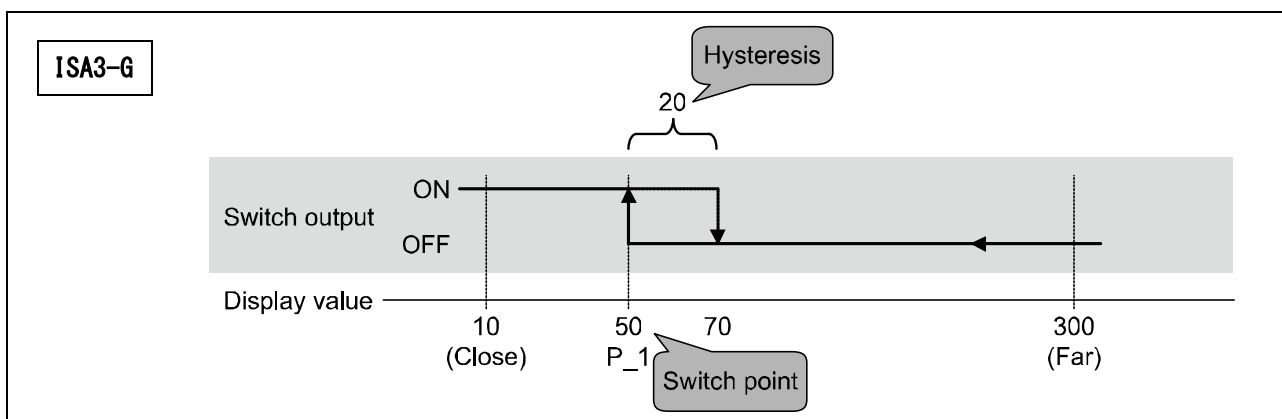 ISA3-G
Hysteresis
20
ON
Switch output
OFF
Display value
10 50 70 300
(Close) P_1 (Far)
Switch point